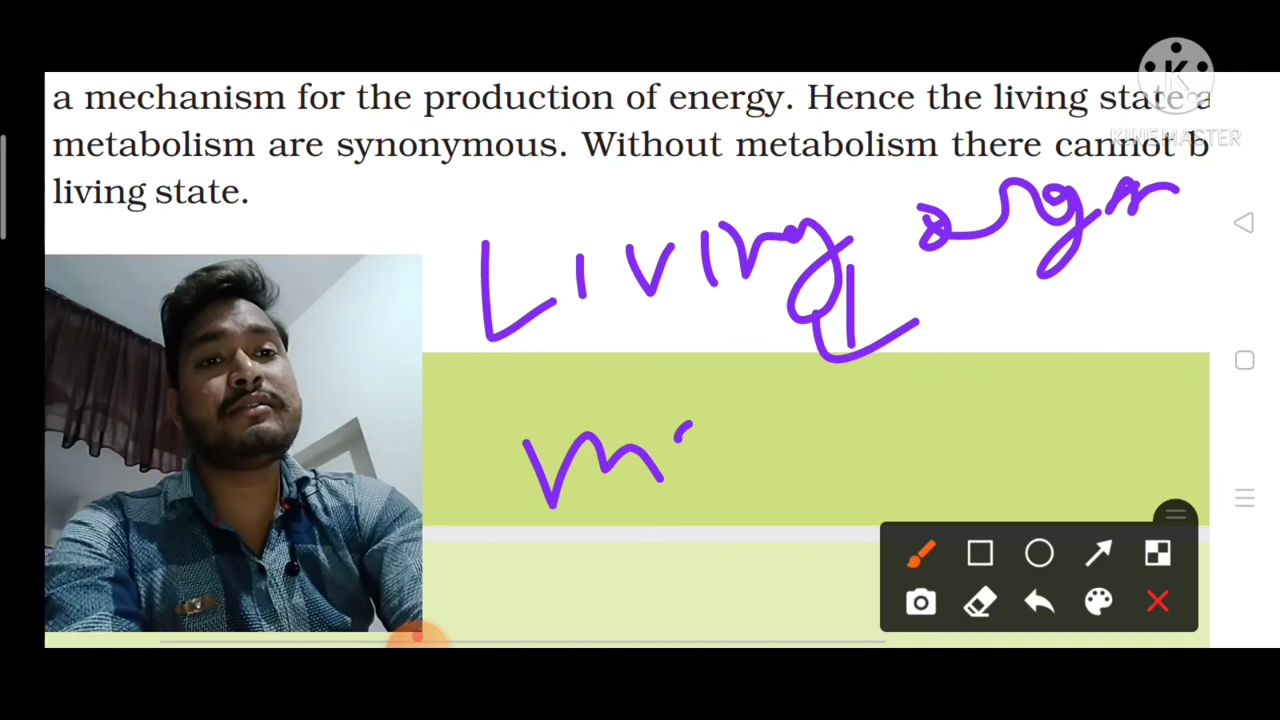 a mechanism for the production of energy. Hence the living state a
metabolism are synonymous. Without metabolism there cannot b
living state.
KINEMASTER
Living